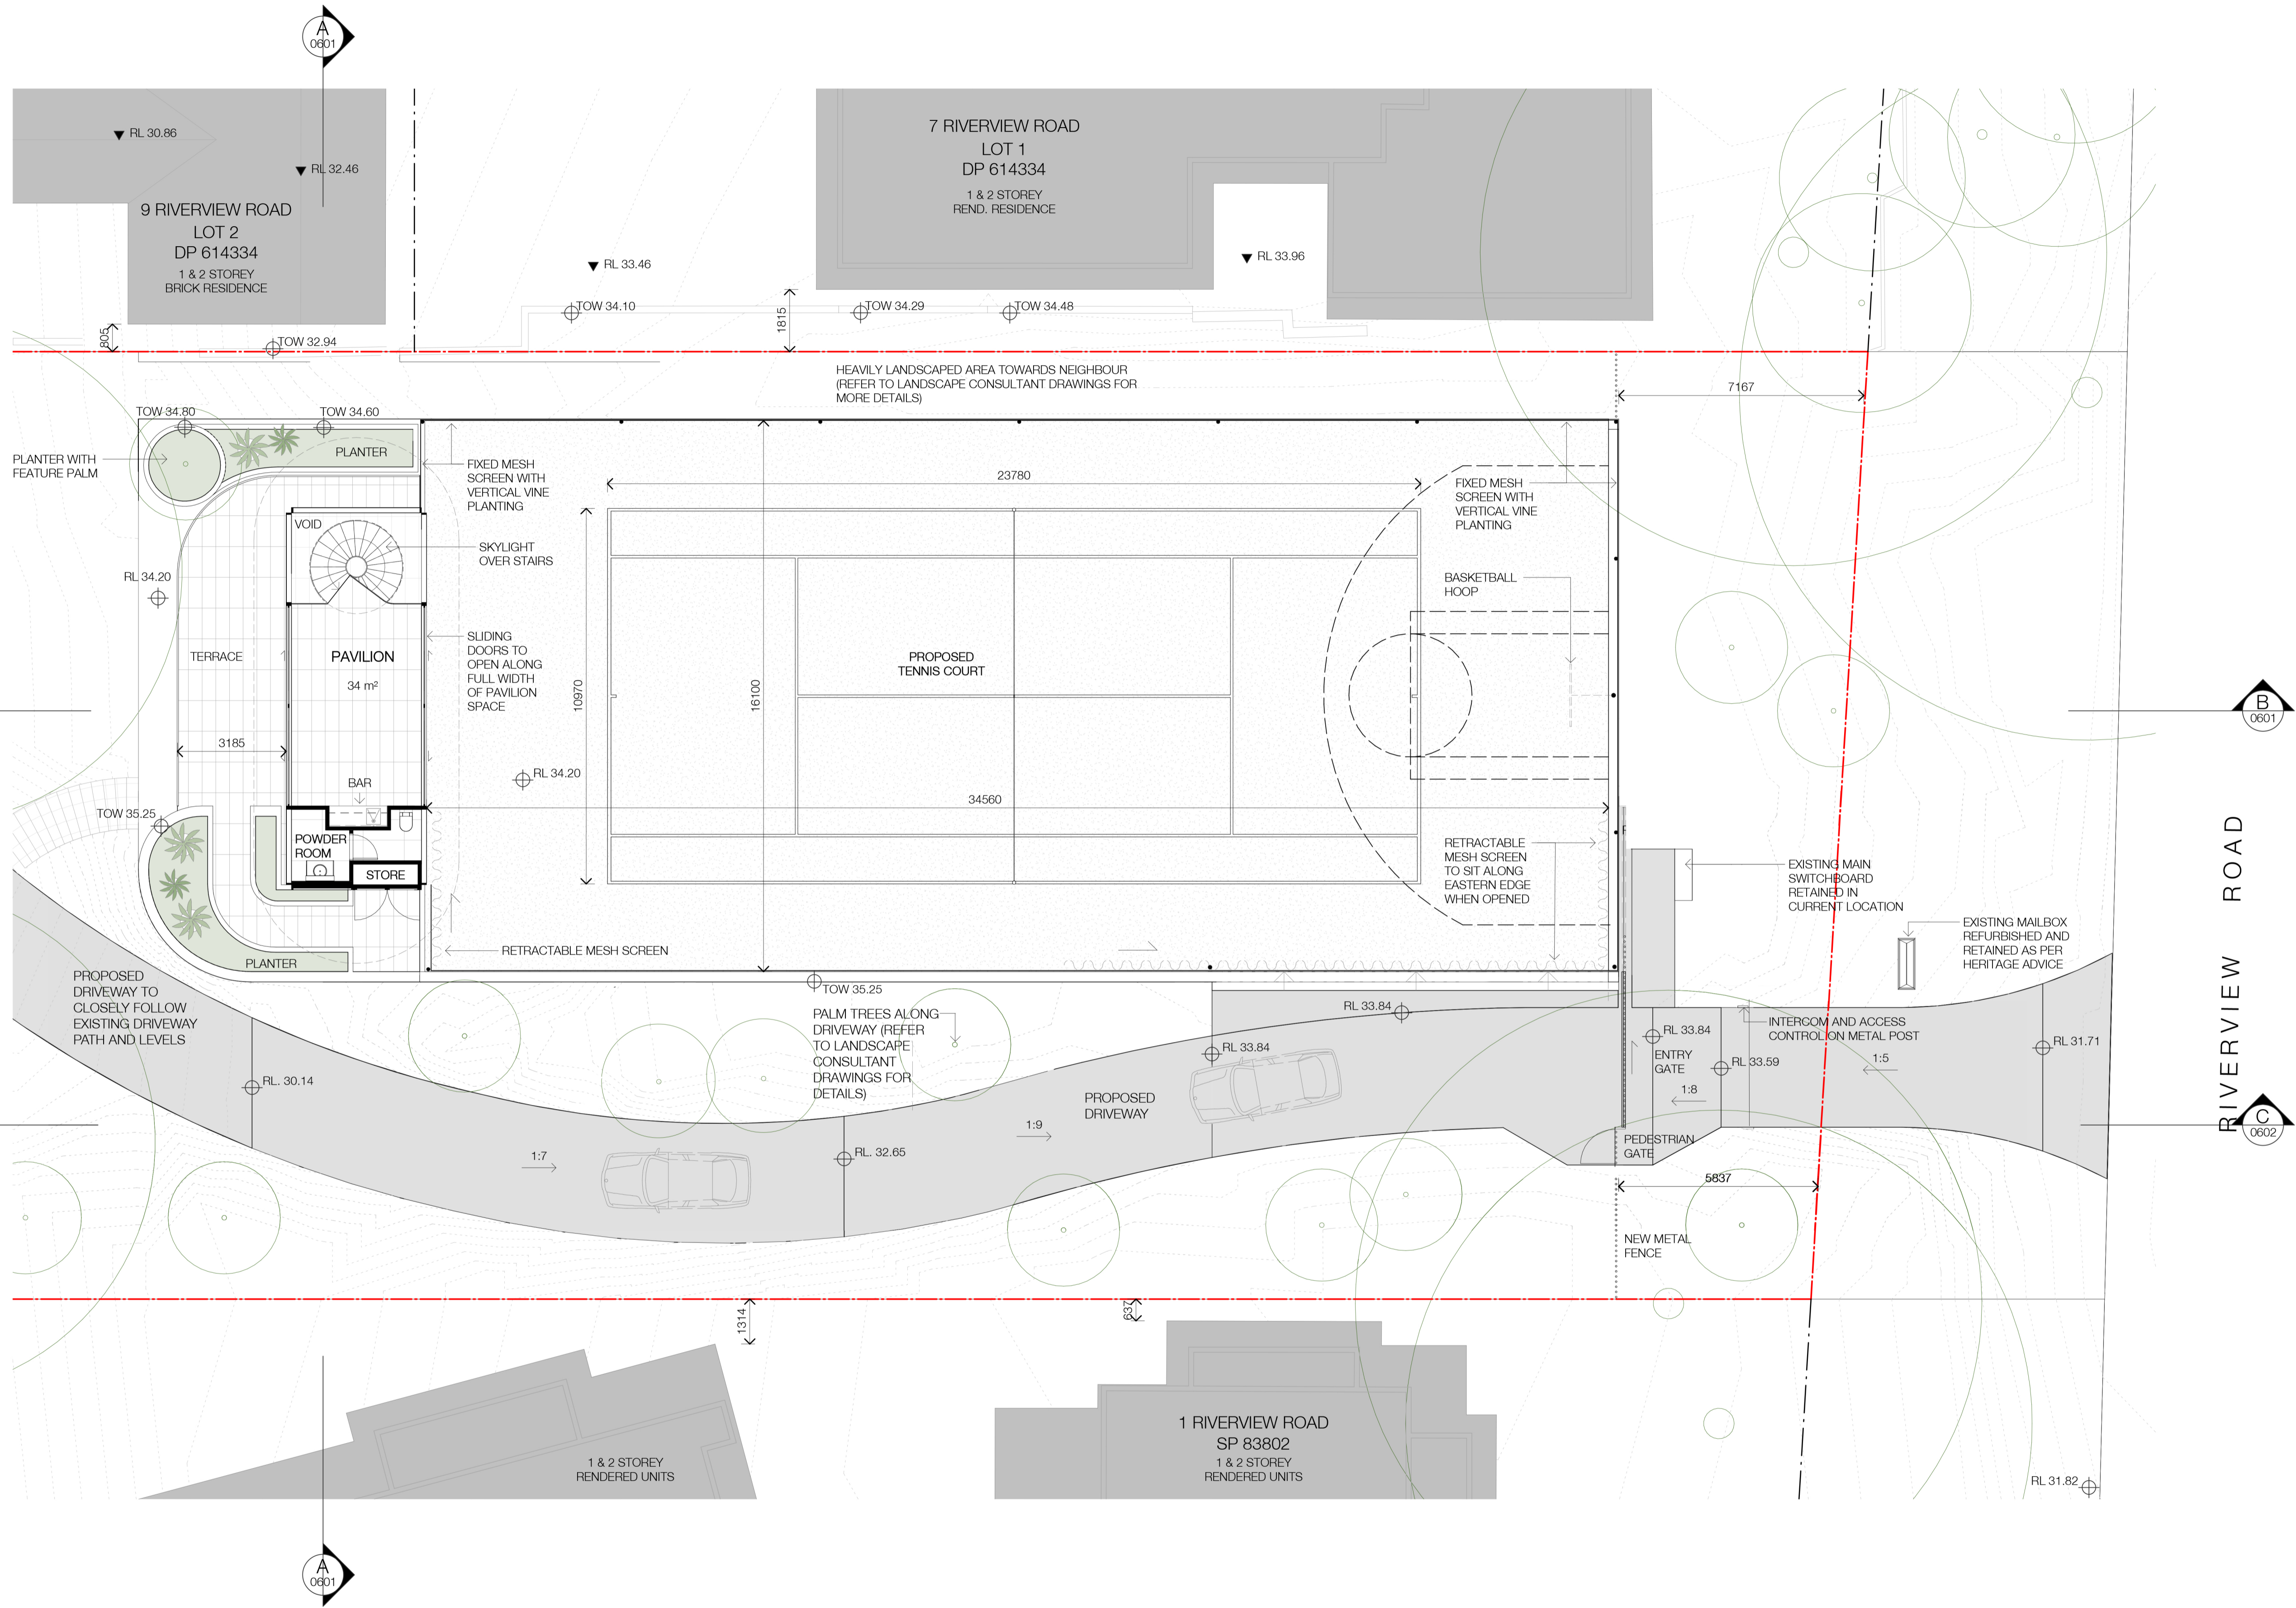 A
0601
RL 30.86
RL 32.46
9 RIVERVIEW ROAD
LOT 2
DP 614334
1 & 2 STOREY
BRICK RESIDENCE
7 RIVERVIEW ROAD
LOT 1
DP 614334
1 & 2 STOREY
REND. RESIDENCE
RL 33.46
RL 33.96
TOW 34.10
TOW 34.29
TOW 34.48
1815
805
TOW 32.94
HEAVILY LANDSCAPED AREA TOWARDS NEIGHBOUR
(REFER TO LANDSCAPE CONSULTANT DRAWINGS FOR
MORE DETAILS)
7167
TOW 34.80
TOW 34.60
PLANTER WITH
FEATURE PALM
PLANTER
FIXED MESH
SCREEN WITH
VERTICAL VINE
PLANTING
23780
FIXED MESH
SCREEN WITH
VERTICAL VINE
PLANTING
VOID
SKYLIGHT
OVER STAIRS
RL 34.20
BASKETBALL
HOOP
SLIDING
DOORS TO
OPEN ALONG
FULL WIDTH
OF PAVILION
SPACE
TERRACE
PAVILION
34 m²
PROPOSED
TENNIS COURT
10970
16100
B
0601
3185
BAR
RL 34.20
34560
TOW 35.25
POWDER
ROOM
STORE
RETRACTABLE
MESH SCREEN
TO SIT ALONG
EASTERN EDGE
WHEN OPENED
EXISTING MAIN
SWITCHBOARD
RETAINED IN
CURRENT LOCATION
EXISTING MAILBOX
REFURBISHED AND
RETAINED AS PER
HERITAGE ADVICE
RIVERVIEW ROAD
RETRACTABLE MESH SCREEN
PLANTER
PROPOSED
DRIVEWAY TO
CLOSELY FOLLOW
EXISTING DRIVEWAY
PATH AND LEVELS
TOW 35.25
PALM TREES ALONG
DRIVEWAY (REFER
TO LANDSCAPE
CONSULTANT
DRAWINGS FOR
DETAILS)
RL 33.84
RL 33.84
RL 33.84
ENTRY
GATE
INTERCOM AND ACCESS
CONTROL ON METAL POST
RL 33.59
1:5
1:8
RL 31.71
RL. 30.14
PROPOSED
DRIVEWAY
1:9
1:7
RL. 32.65
PEDESTRIAN
GATE
C
0602
5837
NEW METAL
FENCE
1314
637
1 & 2 STOREY
RENDERED UNITS
1 RIVERVIEW ROAD
SP 83802
1 & 2 STOREY
RENDERED UNITS
RL 31.82
A
0601